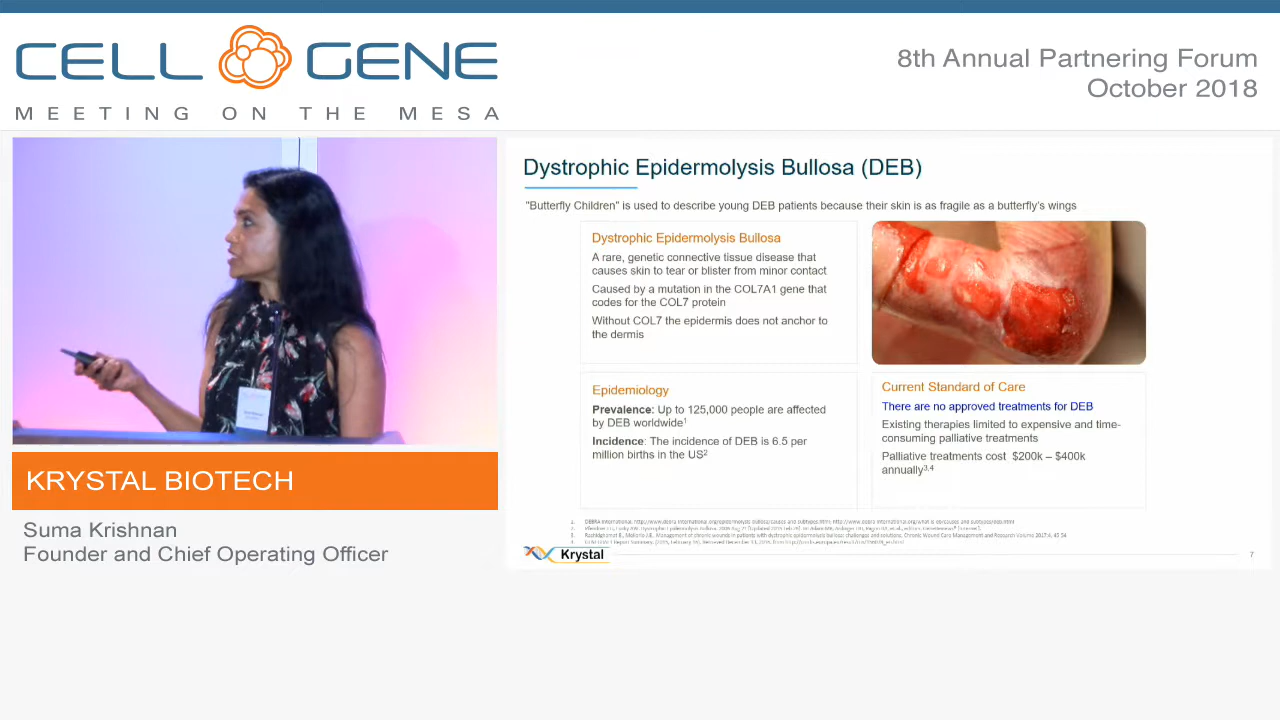 CELL GENE
MEETING ON THE MESA
8th Annual Partnering Forum
October 2018
KRYSTAL BIOTECH
Suma Krishnan
Founder and Chief Operating Officer
Dystrophic Epidermolysis Bullosa (DEB)
"Butterfly Children" is used to describe young DEB patients because their skin is as fragile as a butterfly's wings
Dystrophic Epidermolysis Bullosa
A rare, genetic connective tissue disease that
causes skin to tear or blister from minor contact
Caused by a mutation in the COL7A1 gene that
codes for the COL7 protein
Without COL7 the epidermis does not anchor to
the dermis
Epidemiology
Prevalence: Up to 125,000 people are affected
by DEB worldwide1
Incidence: The incidence of DEB is 6.5 per
million births in the US2
Current Standard of Care
There are no approved treatments for DEB
Existing therapies limited to expensive and time-
consuming palliative treatments
Palliative treatments cost $200k – $400k
annually3,4
Krystal
7